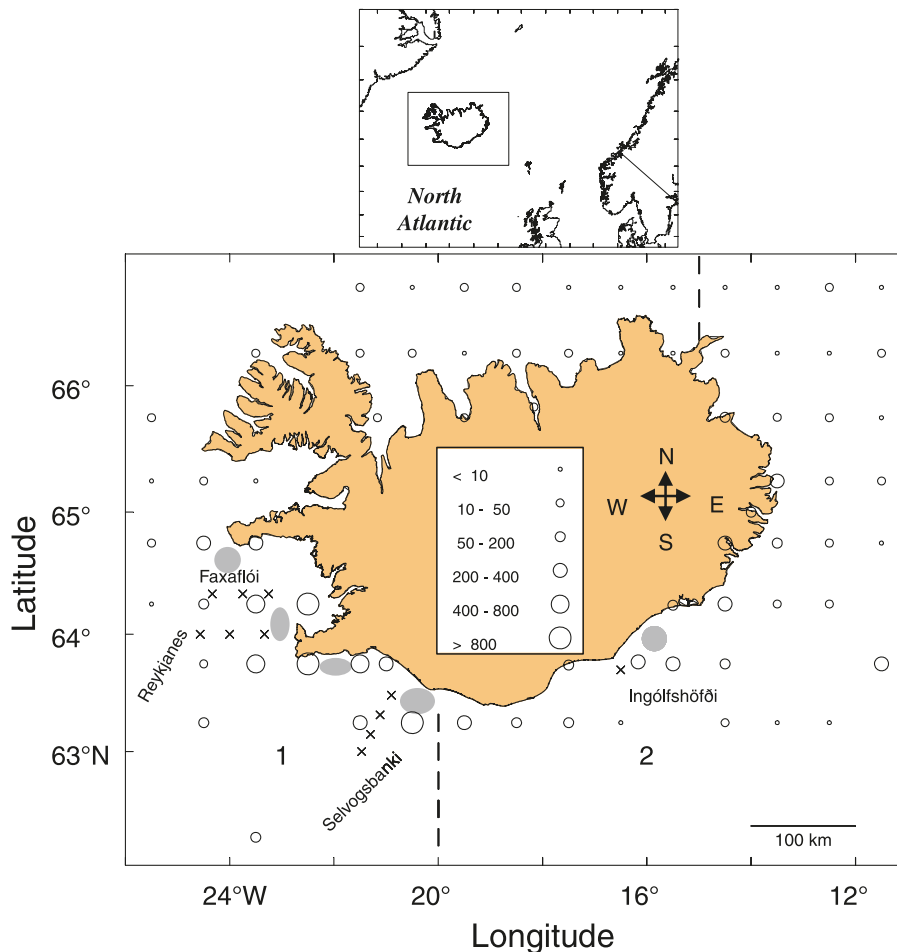 North
Atlantic
66°
65°
64°
63°N
Latitude
< 10
10 - 50
50 - 200
200 - 400
400 - 800
> 800
N
W
E
S
Faxaflói
Reykjanes
Selvogsbanki
Ingólfshöfði
1
2
100 km
24°W
20°
16°
12°
Longitude